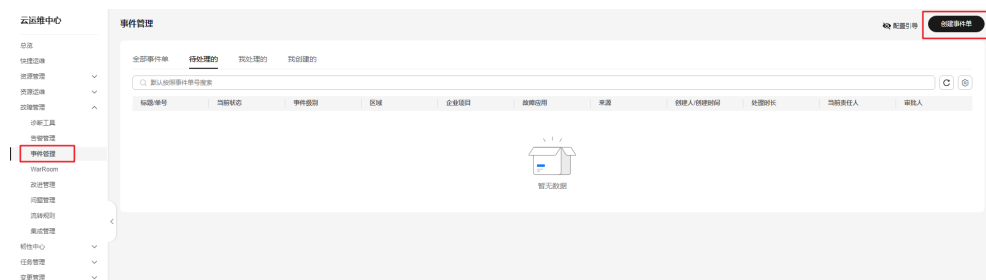 云运维中心
事件管理
配置引导
创建事件单
总览
快捷运维
资源管理
资源运维
故障管理
诊断工具
告警管理
事件管理
WarRoom
改进管理
问题管理
流转规则
集成管理
韧性中心
任务管理
变更管理
全部事件单 待处理的 我处理的 我创建的
默认按照事件单号搜索
标题/单号 当前状态 事件级别 区域 企业项目 故障应用 来源 创建人/创建时间 处理时长 当前责任人 审批人
暂无数据